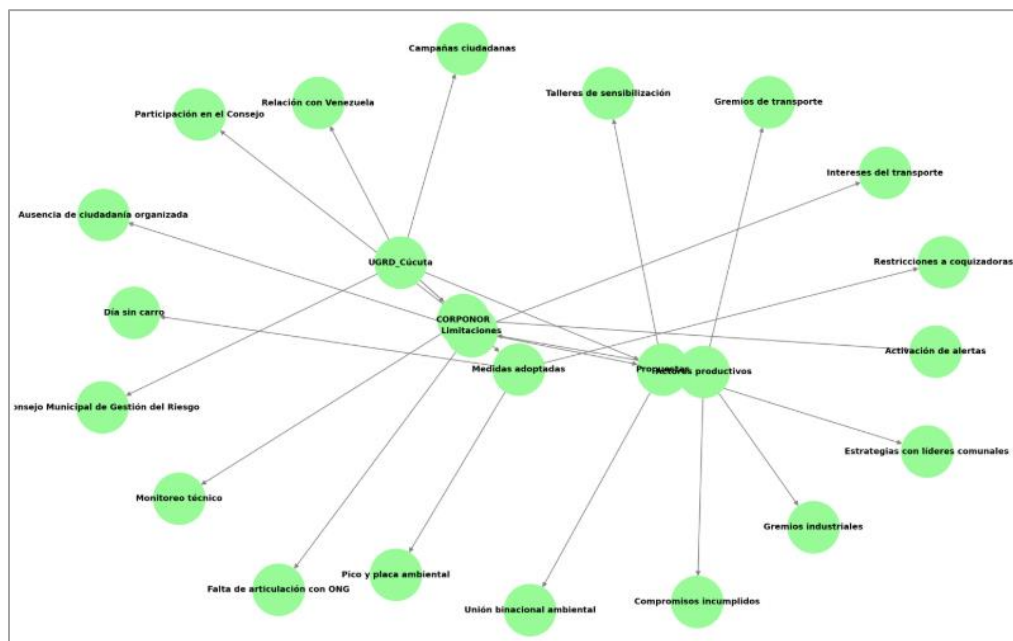 Campañas ciudadanas
Talleres de sensibilización
Gremios de transporte
Relación con Venezuela
Participación en el Consejo
Intereses del transporte
Ausencia de ciudadanía organizada
UGRD_Cúcuta
Restricciones a coquizadoras
Día sin carro
CORPONOR
Limitaciones
Activación de alertas
Medidas adoptadas
Propuestas
Actores productivos
onsejo Municipal de Gestión del Riesgo
Estrategias con líderes comunales
Monitoreo técnico
Gremios industriales
Pico y placa ambiental
Falta de articulación con ONG
Compromisos incumplidos
Unión binacional ambiental